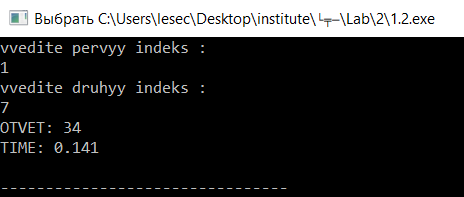 Выбрать C:\Users\lesec\Desktop\institute\╘╤─\Lab\2\1.2.exe
vvedite pervyy indeks :
1
vvedite druhyy indeks :
7
OTVET: 34
TIME: 0.141
--------------------------------